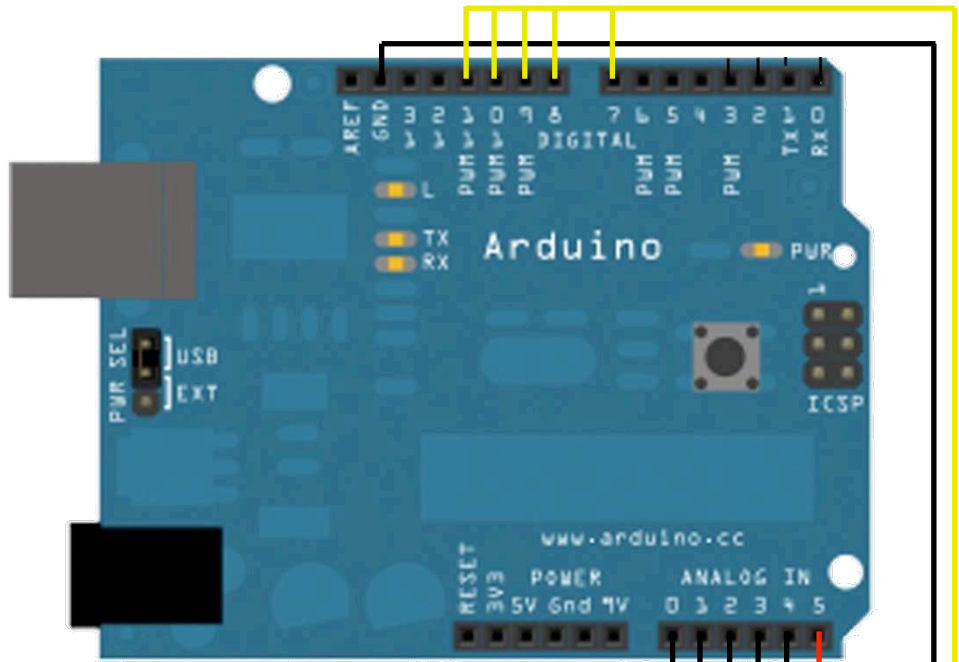 AREF GND 13 12 11 10 9 8 7 6 5 4 3 2 TX 1 RX 0
DIGITAL
PWM PWM PWM PWM PWM PWM
L
TX
RX
Arduino
PWR
1
PWR SEL
USB
EXT
ICSP
www.arduino.cc
RESET 3V3
POWER
ANALOG IN
5V Gnd 9V 0 1 2 3 4 5